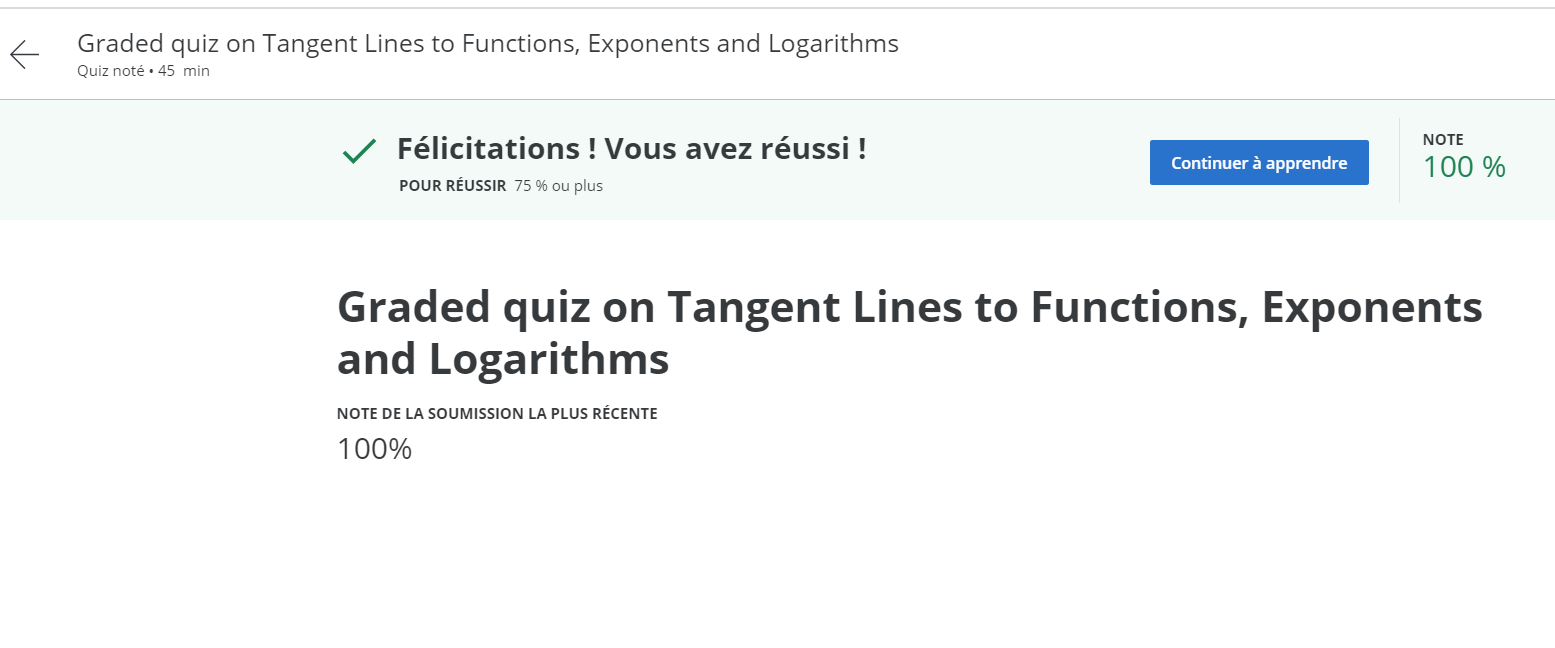 Graded quiz on Tangent Lines to Functions, Exponents and Logarithms
Quiz noté • 45 min
Félicitations ! Vous avez réussi !
POUR RÉUSSIR 75 % ou plus
Continuer à apprendre
NOTE
100 %
Graded quiz on Tangent Lines to Functions, Exponents
and Logarithms
NOTE DE LA SOUMISSION LA PLUS RÉCENTE
100%